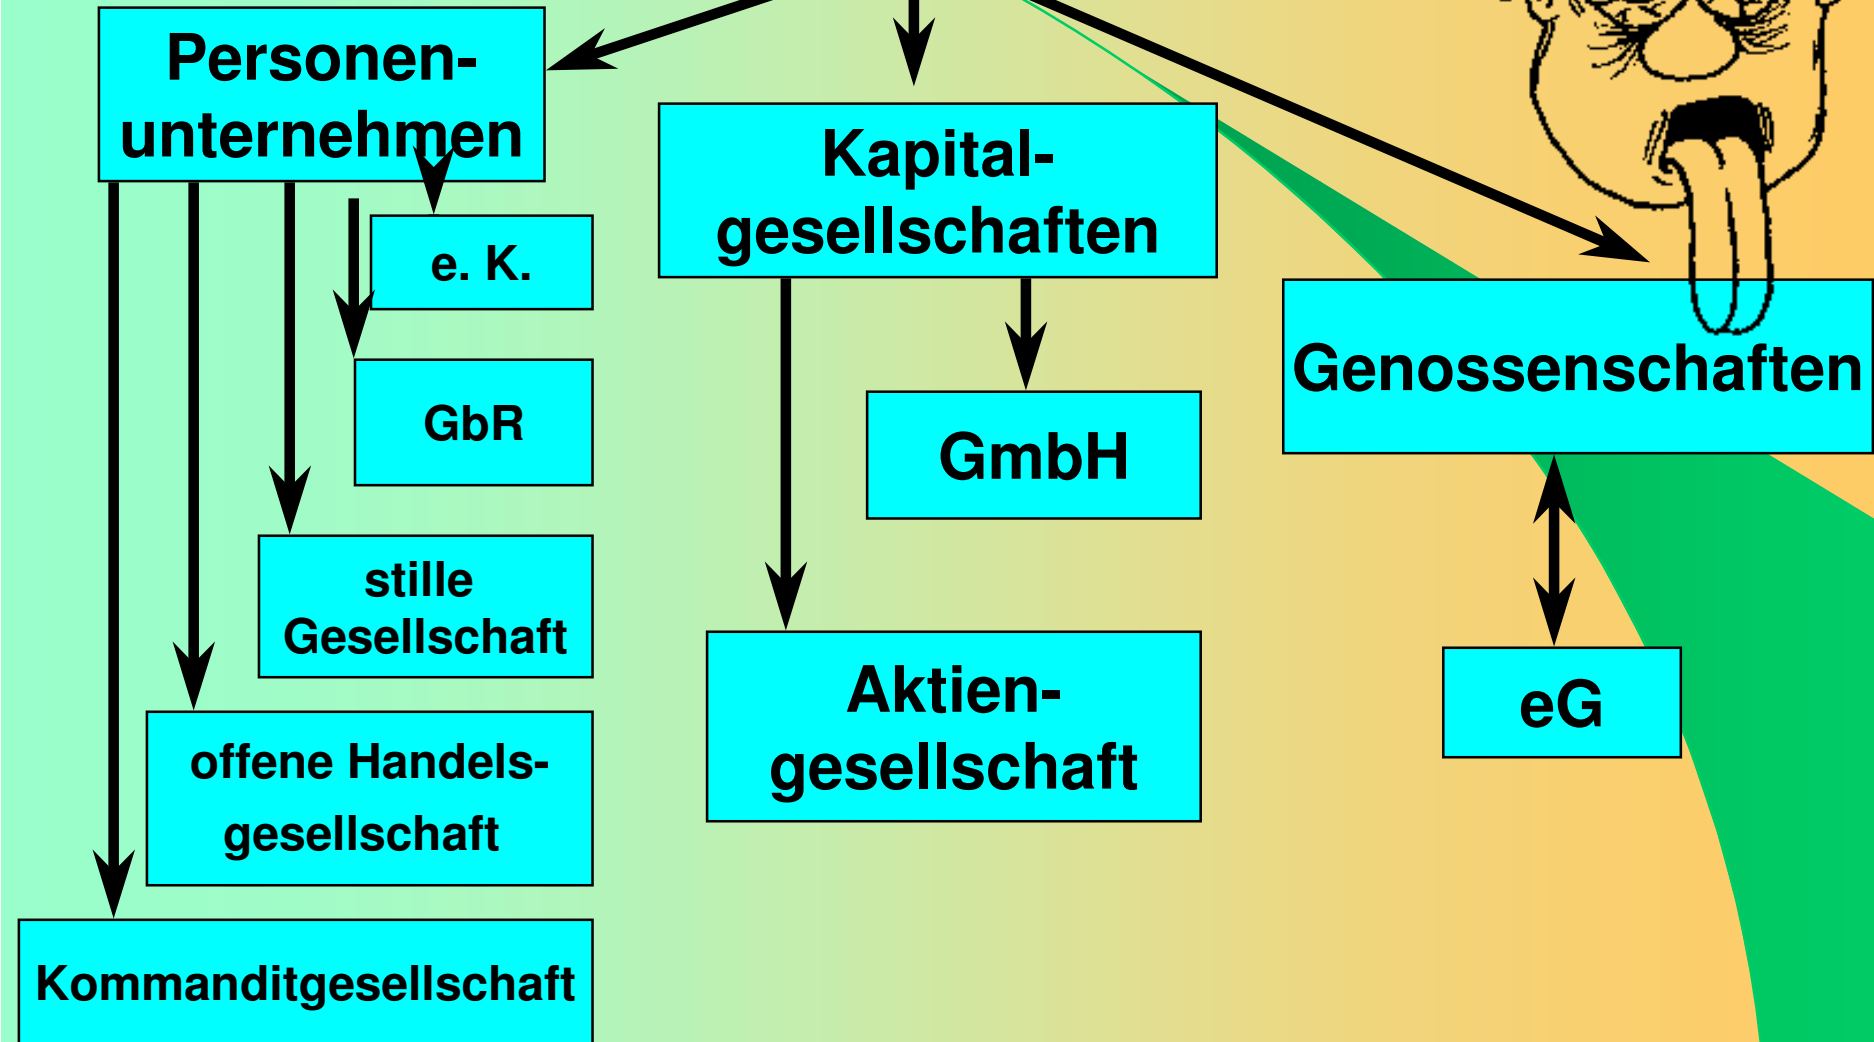 Personen-
unternehmen
e. K.
GbR
stille
Gesellschaft
offene Handels-
gesellschaft
Kommanditgesellschaft
Kapital-
gesellschaften
GmbH
Aktien-
gesellschaft
Genossenschaften
eG